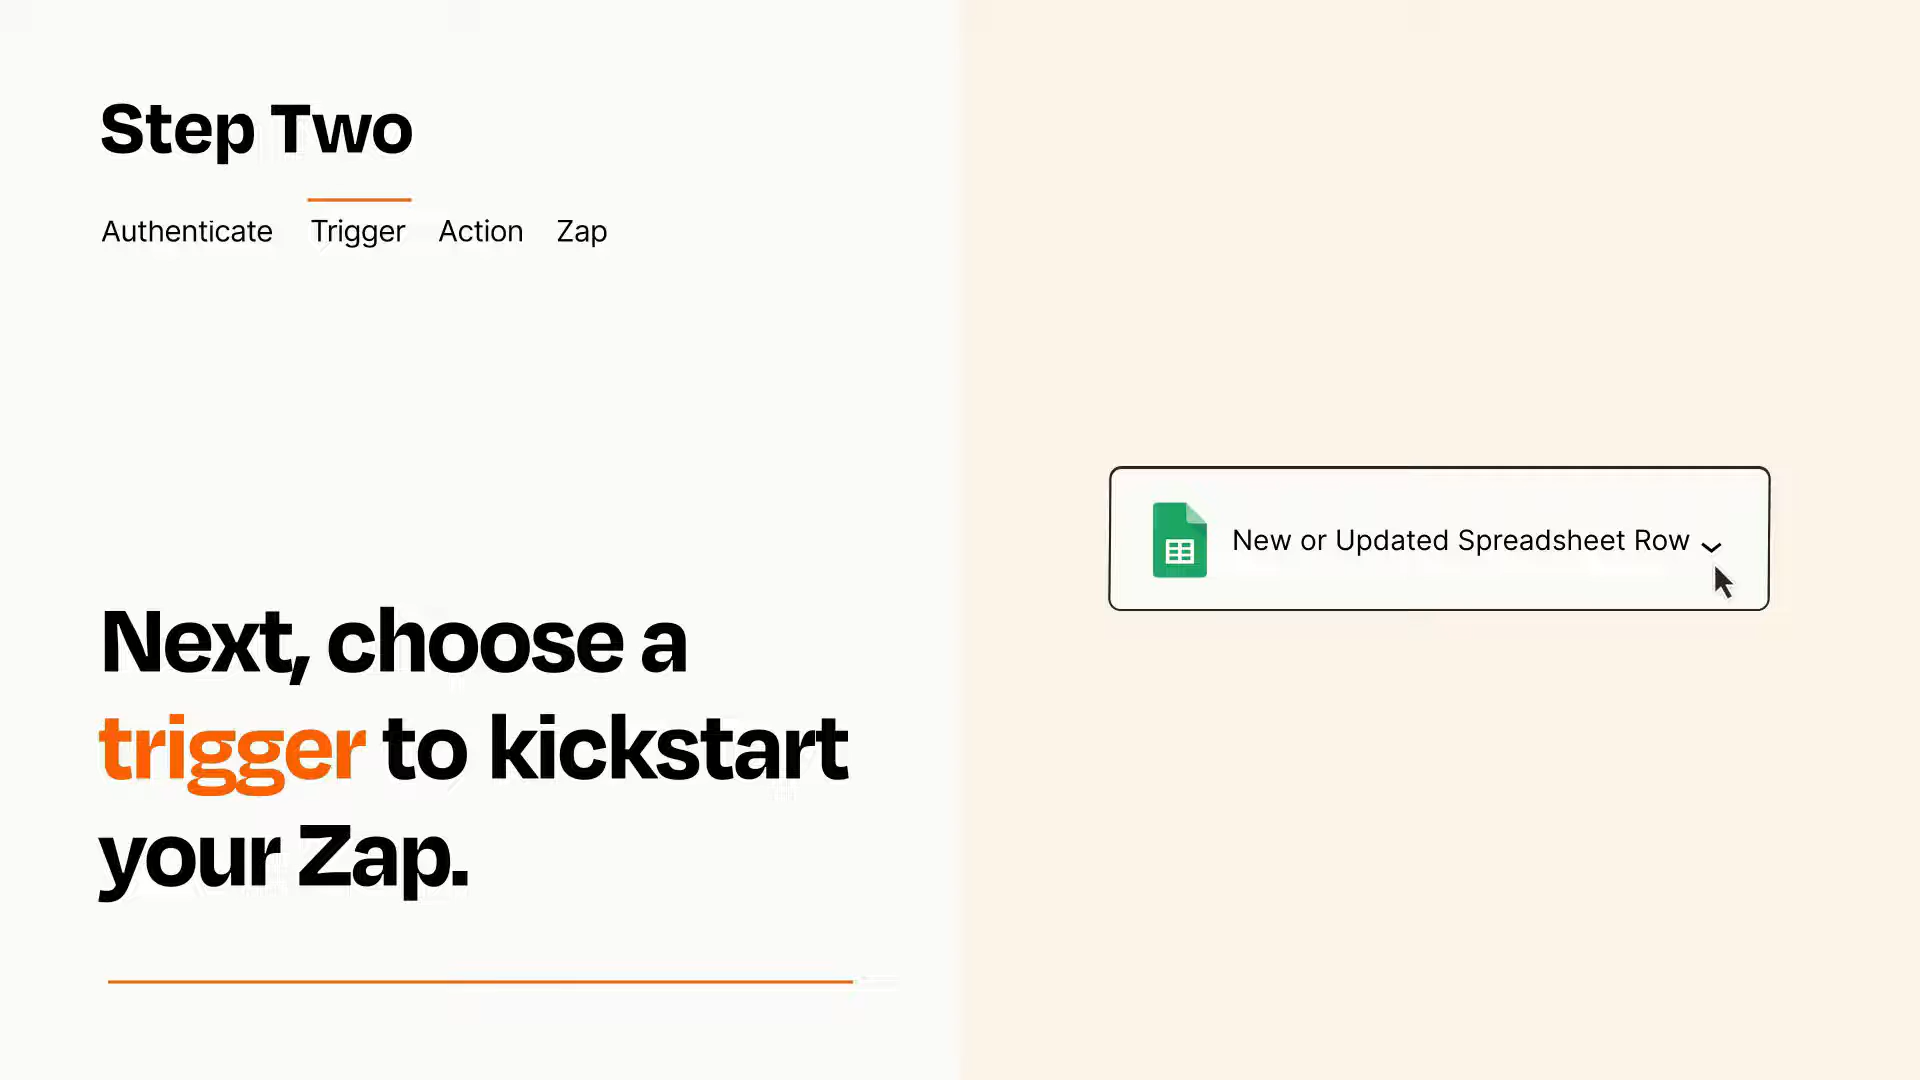 Step Two
Authenticate Trigger Action Zap
Next, choose a
trigger to kickstart
your Zap.
New or Updated Spreadsheet Row